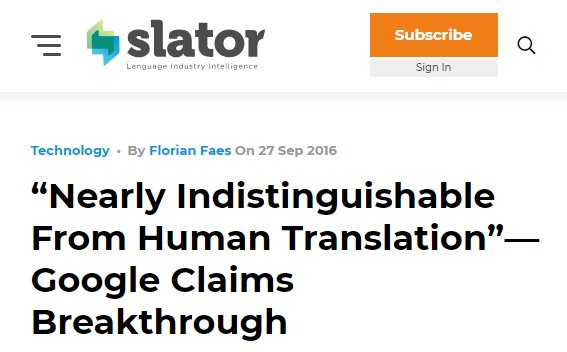 slator
Language Industry Intelligence
Subscribe
Sign In
Technology • By Florian Faes On 27 Sep 2016
“Nearly Indistinguishable
From Human Translation”—
Google Claims
Breakthrough